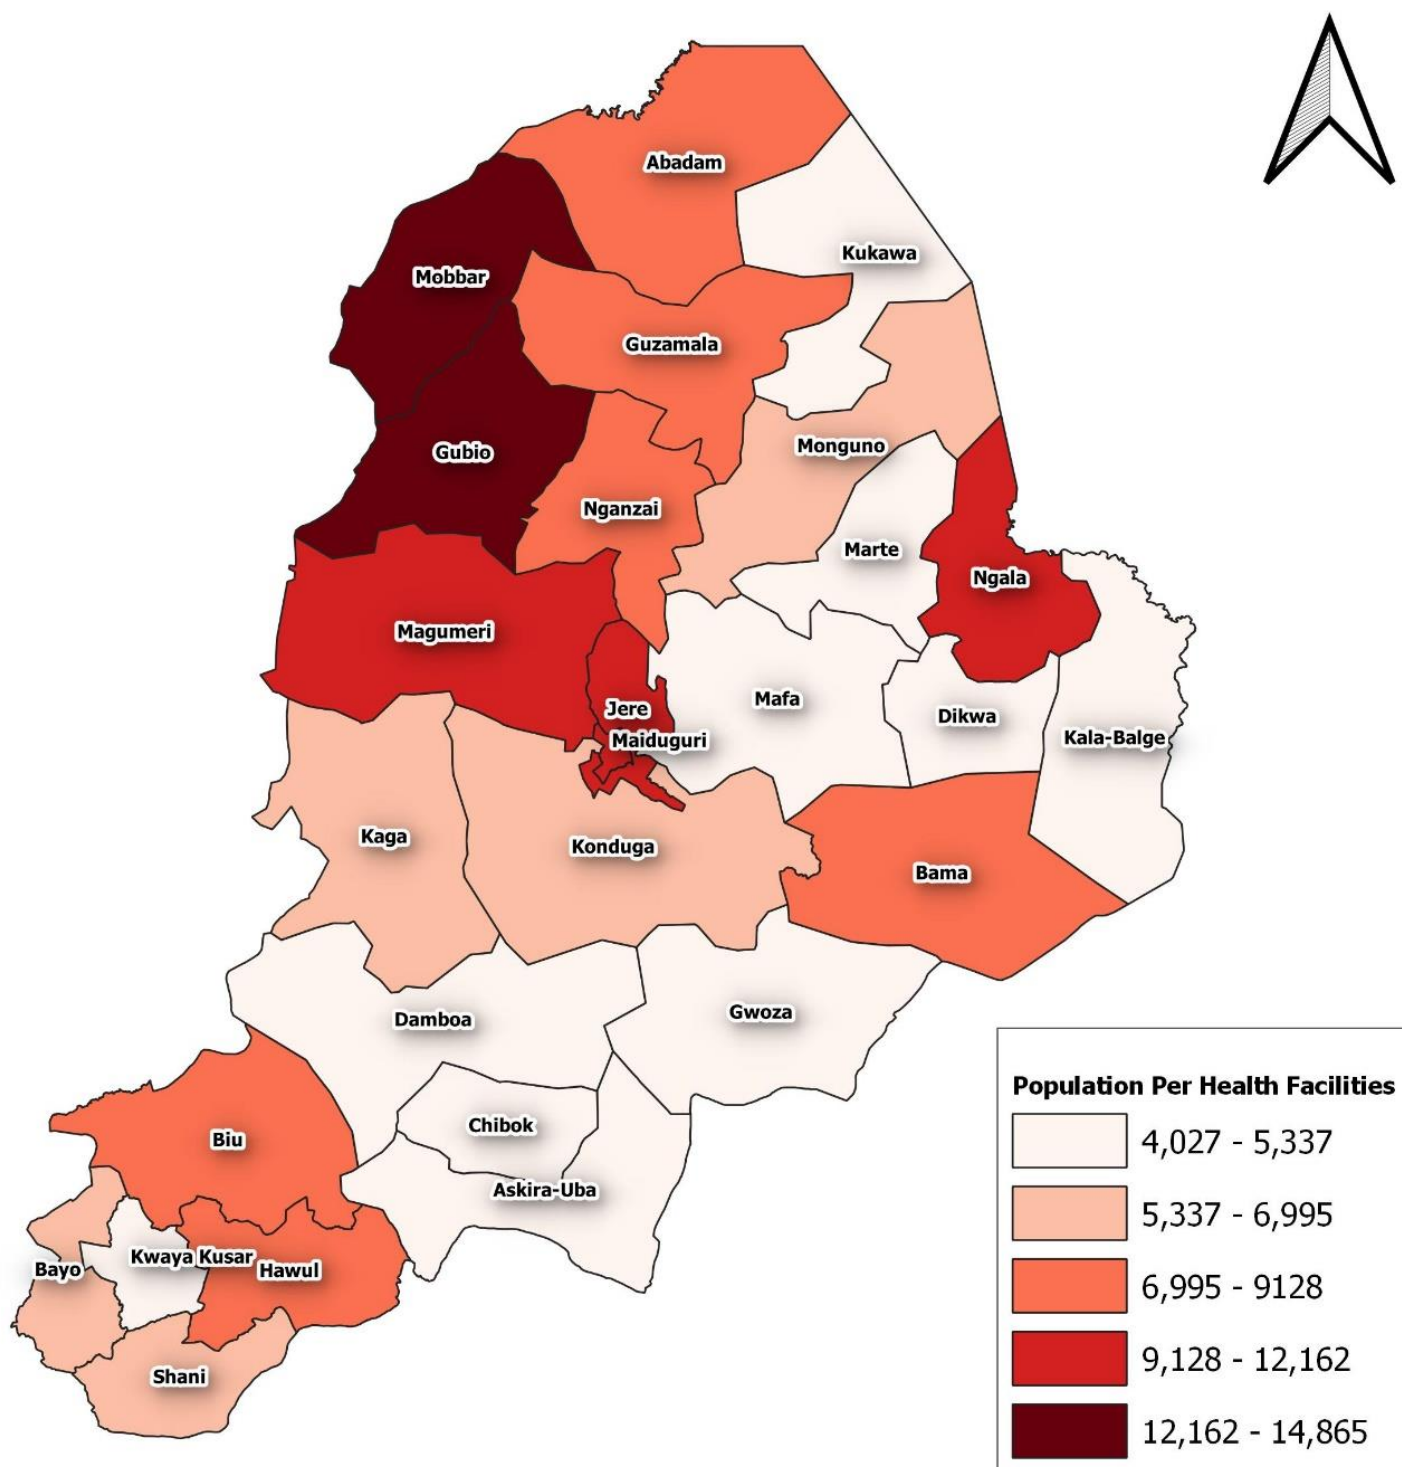 Abadam
Kukawa
Mobbar
Guzamala
Monguno
Gubio
Nganzai
Marte
Ngala
Magumeri
Mafa
Jere
Dikwa
Maiduguri
Kala-Balge
Kaga
Konduga
Bama
Gwoza
Damboa
Chibok
Biu
Askira-Uba
Kwaya Kusar
Bayo
Hawul
Shani
Population Per Health Facilities
4,027 - 5,337
5,337 - 6,995
6,995 - 9128
9,128 - 12,162
12,162 - 14,865